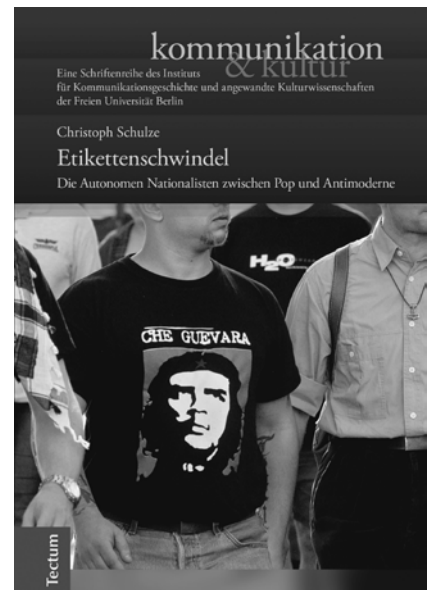 kommunikation
& kultur
Eine Schriftenreihe des Instituts
für Kommunikationsgeschichte und angewandte Kulturwissenschaften
der Freien Universität Berlin
Christoph Schulze
Etikettenschwindel
Die Autonomen Nationalisten zwischen Pop und Antimoderne
H2O
CHE GUEVARA
Tectum